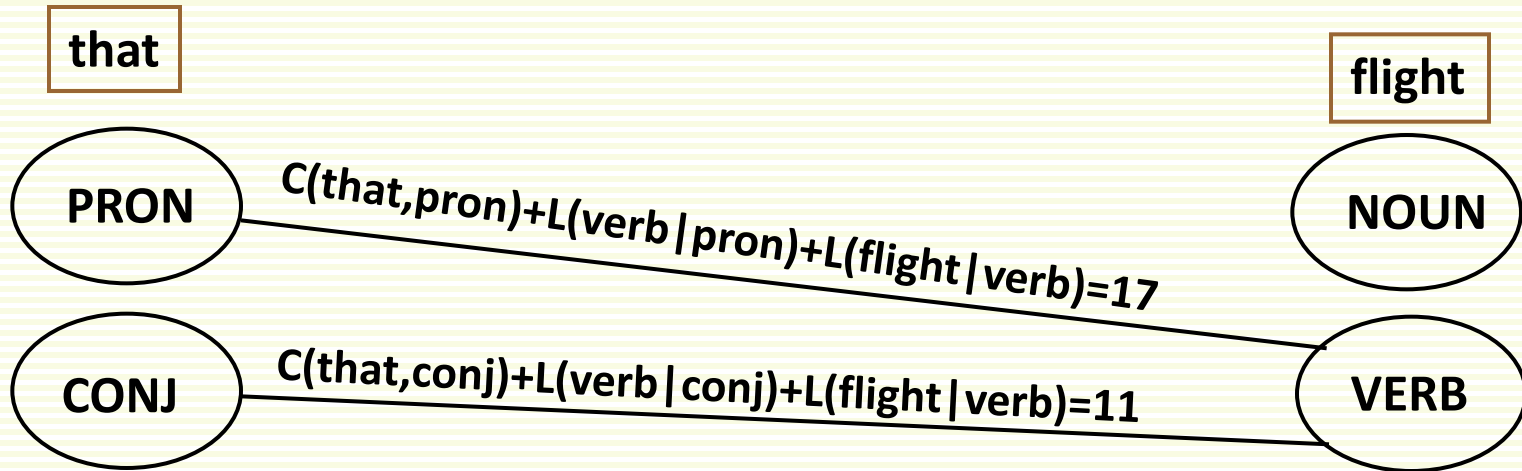 that
flight
PRON
C(that,pron)+L(verb|pron)+L(flight|verb)=17
NOUN
CONJ
C(that,conj)+L(verb|conj)+L(flight|verb)=11
VERB